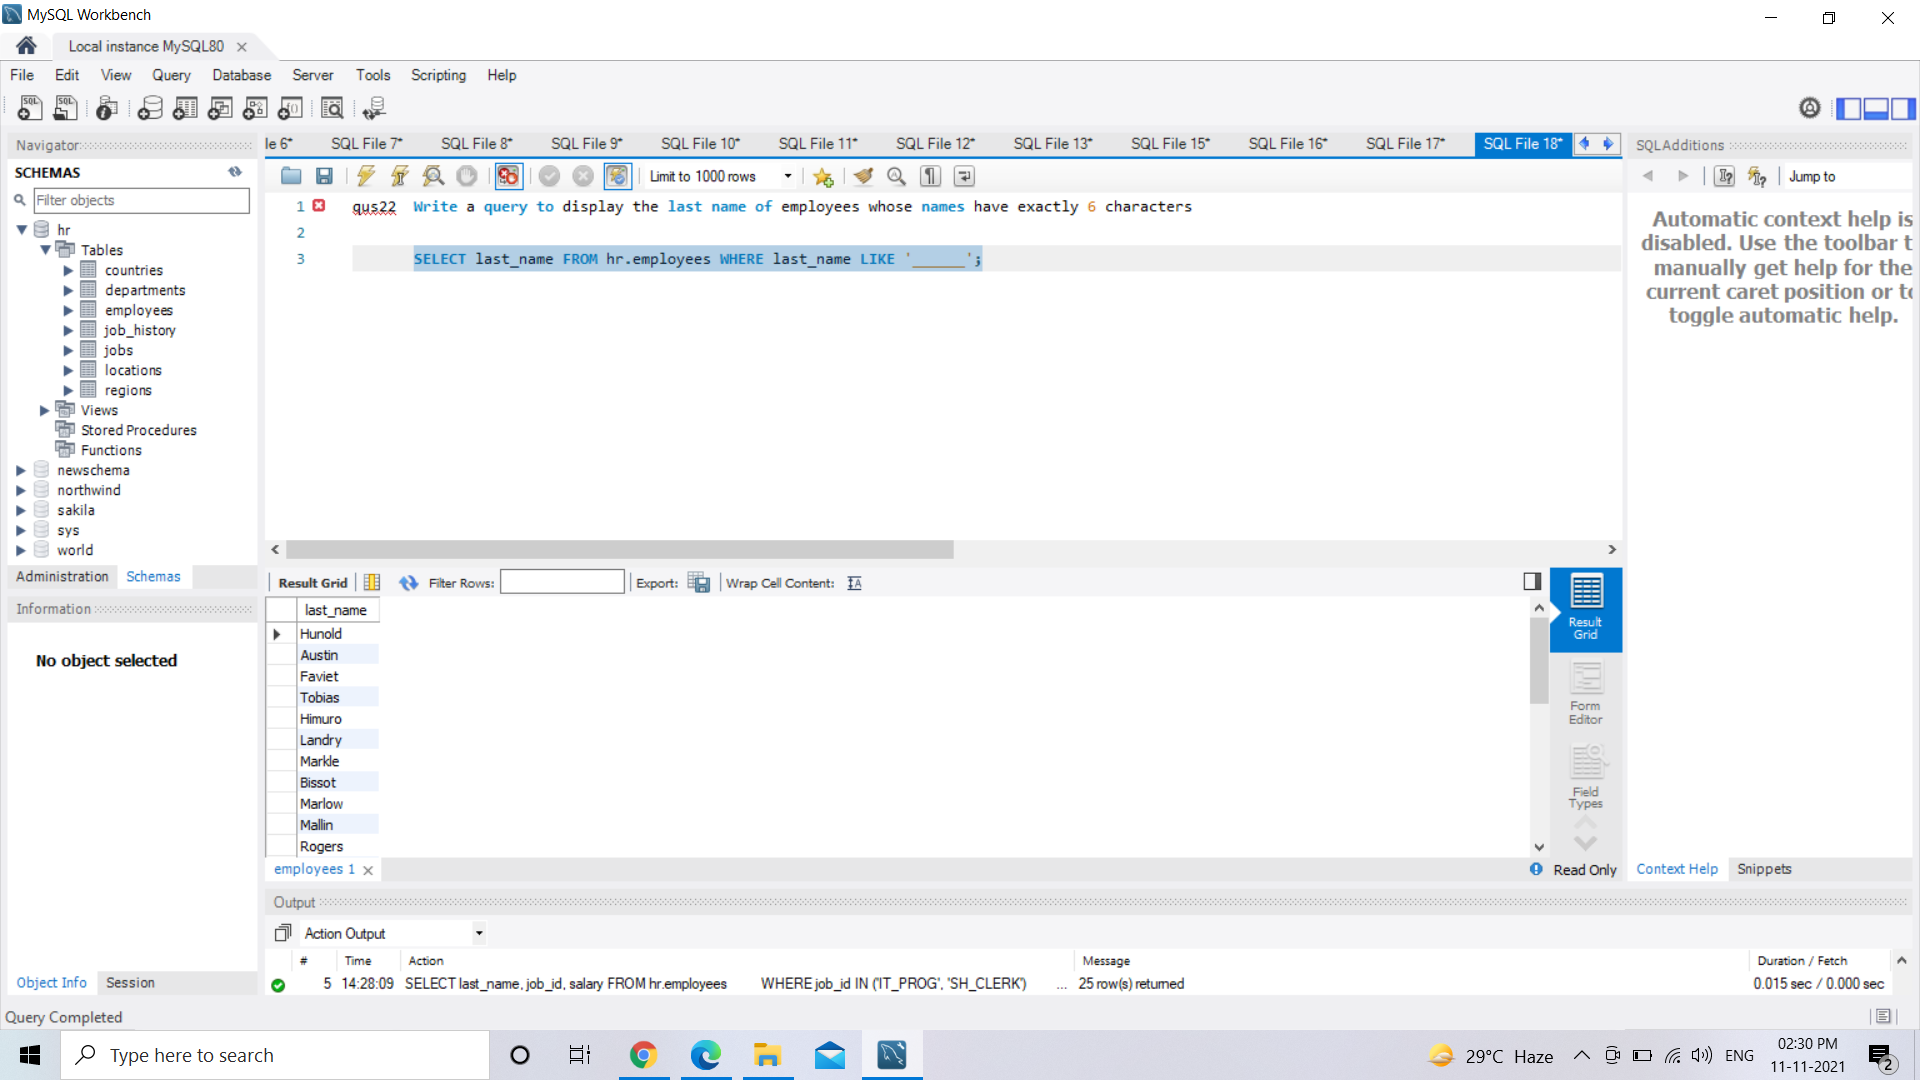 MySQL Workbench
Local instance MySQL80
File Edit View Query Database Server Tools Scripting Help
Navigator
SCHEMAS
Filter objects
hr
Tables
countries
departments
employees
job_history
jobs
locations
regions
Views
Stored Procedures
Functions
newschema
northwind
sakila
sys
world
Administration Schemas
Information
No object selected
Object Info Session
le 6* SQL File 7* SQL File 8* SQL File 9* SQL File 10* SQL File 11* SQL File 12* SQL File 13* SQL File 15* SQL File 16* SQL File 17* SQL File 18*
Limit to 1000 rows
1 qus22 Write a query to display the last name of employees whose names have exactly 6 characters
2
3 SELECT last_name FROM hr.employees WHERE last_name LIKE '______';
Result Grid Filter Rows: Export: Wrap Cell Content:
last_name
Hunold
Austin
Faviet
Tobias
Himuro
Landry
Markle
Bissot
Marlow
Mallin
Rogers
Result
Grid
Form
Editor
Field
Types
employees 1
Read Only
SQLAdditions
Jump to
Automatic context help is
disabled. Use the toolbar t
manually get help for the
current caret position or to
toggle automatic help.
Context Help Snippets
Output
Action Output
# Time Action Message Duration / Fetch
5 14:28:09 SELECT last_name, job_id, salary FROM hr.employees WHERE job_id IN ('IT_PROG', 'SH_CLERK') ... 25 row(s) returned 0.015 sec / 0.000 sec
Query Completed
Type here to search
29°C Haze
ENG
02:30 PM
11-11-2021
2